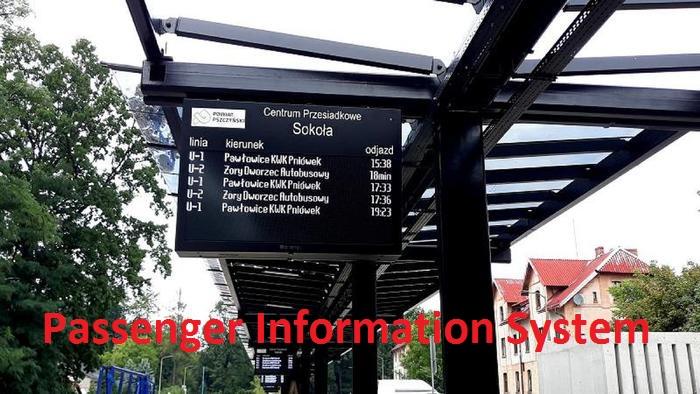 POWIAT
PSZCZYŃSKI
Centrum Przesiadkowe
Sokoła
linia kierunek odjazd
U-1 Pawłowice KWK Pniówek 15:38
U-2 Żory Dworzec Autobusowy 18min
U-1 Pawłowice KWK Pniówek 17:33
U-2 Żory Dworzec Autobusowy 17:36
U-1 Pawłowice KWK Pniówek 19:23
Passenger Information System